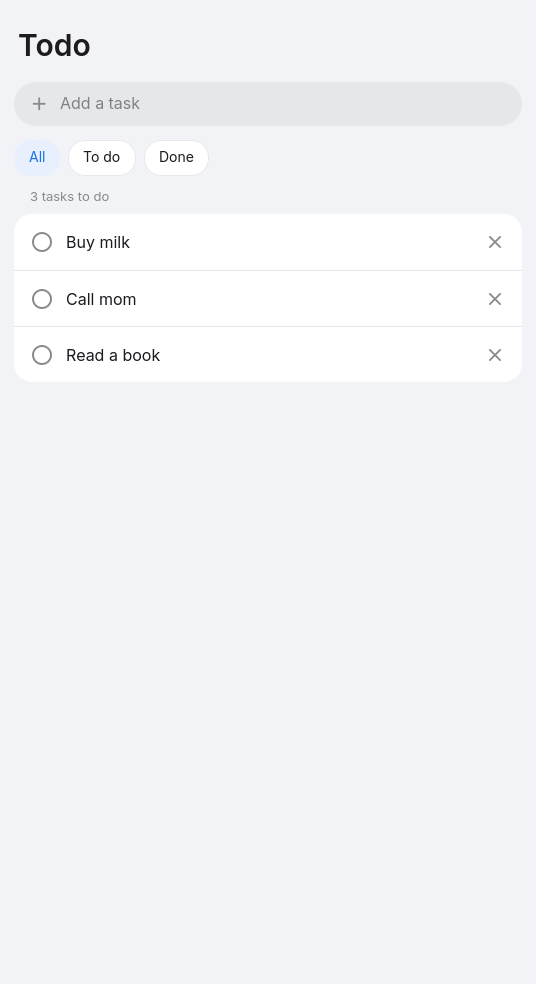 Todo
Add a task
All To do Done
3 tasks to do
Buy milk
Call mom
Read a book